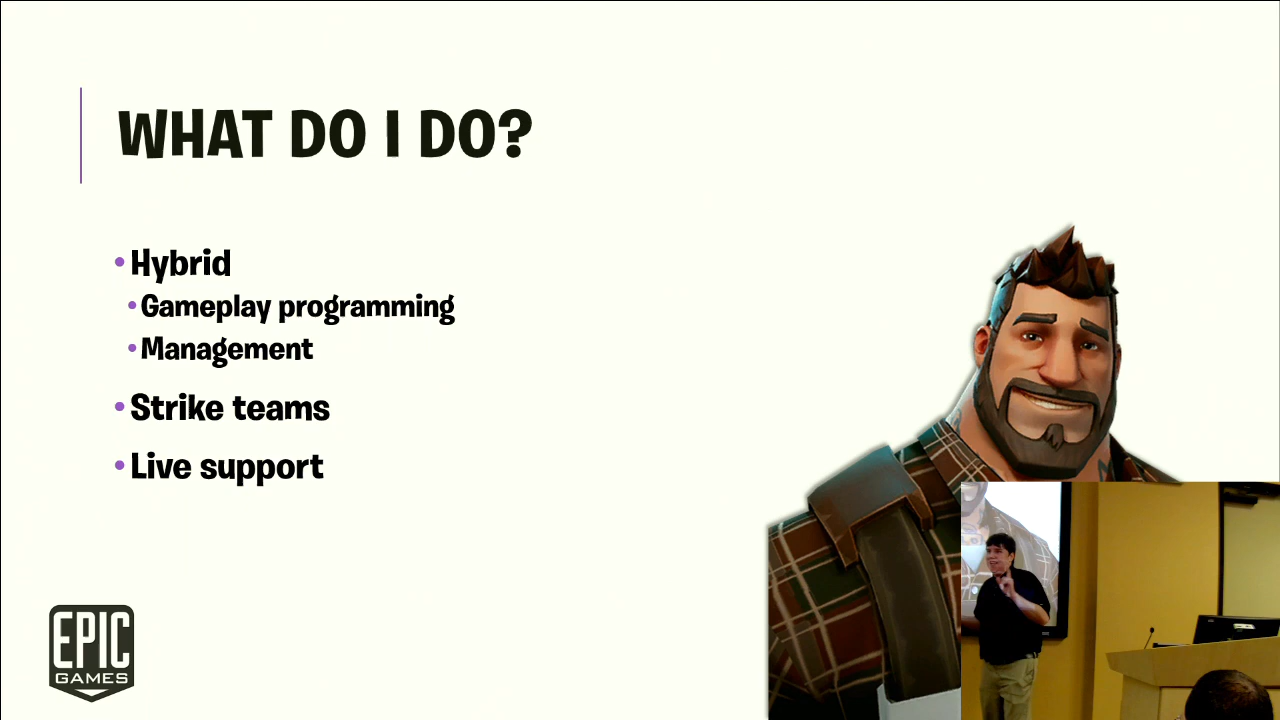 WHAT DO I DO?
•Hybrid
•Gameplay programming
•Management
•Strike teams
•Live support
EPIC
GAMES